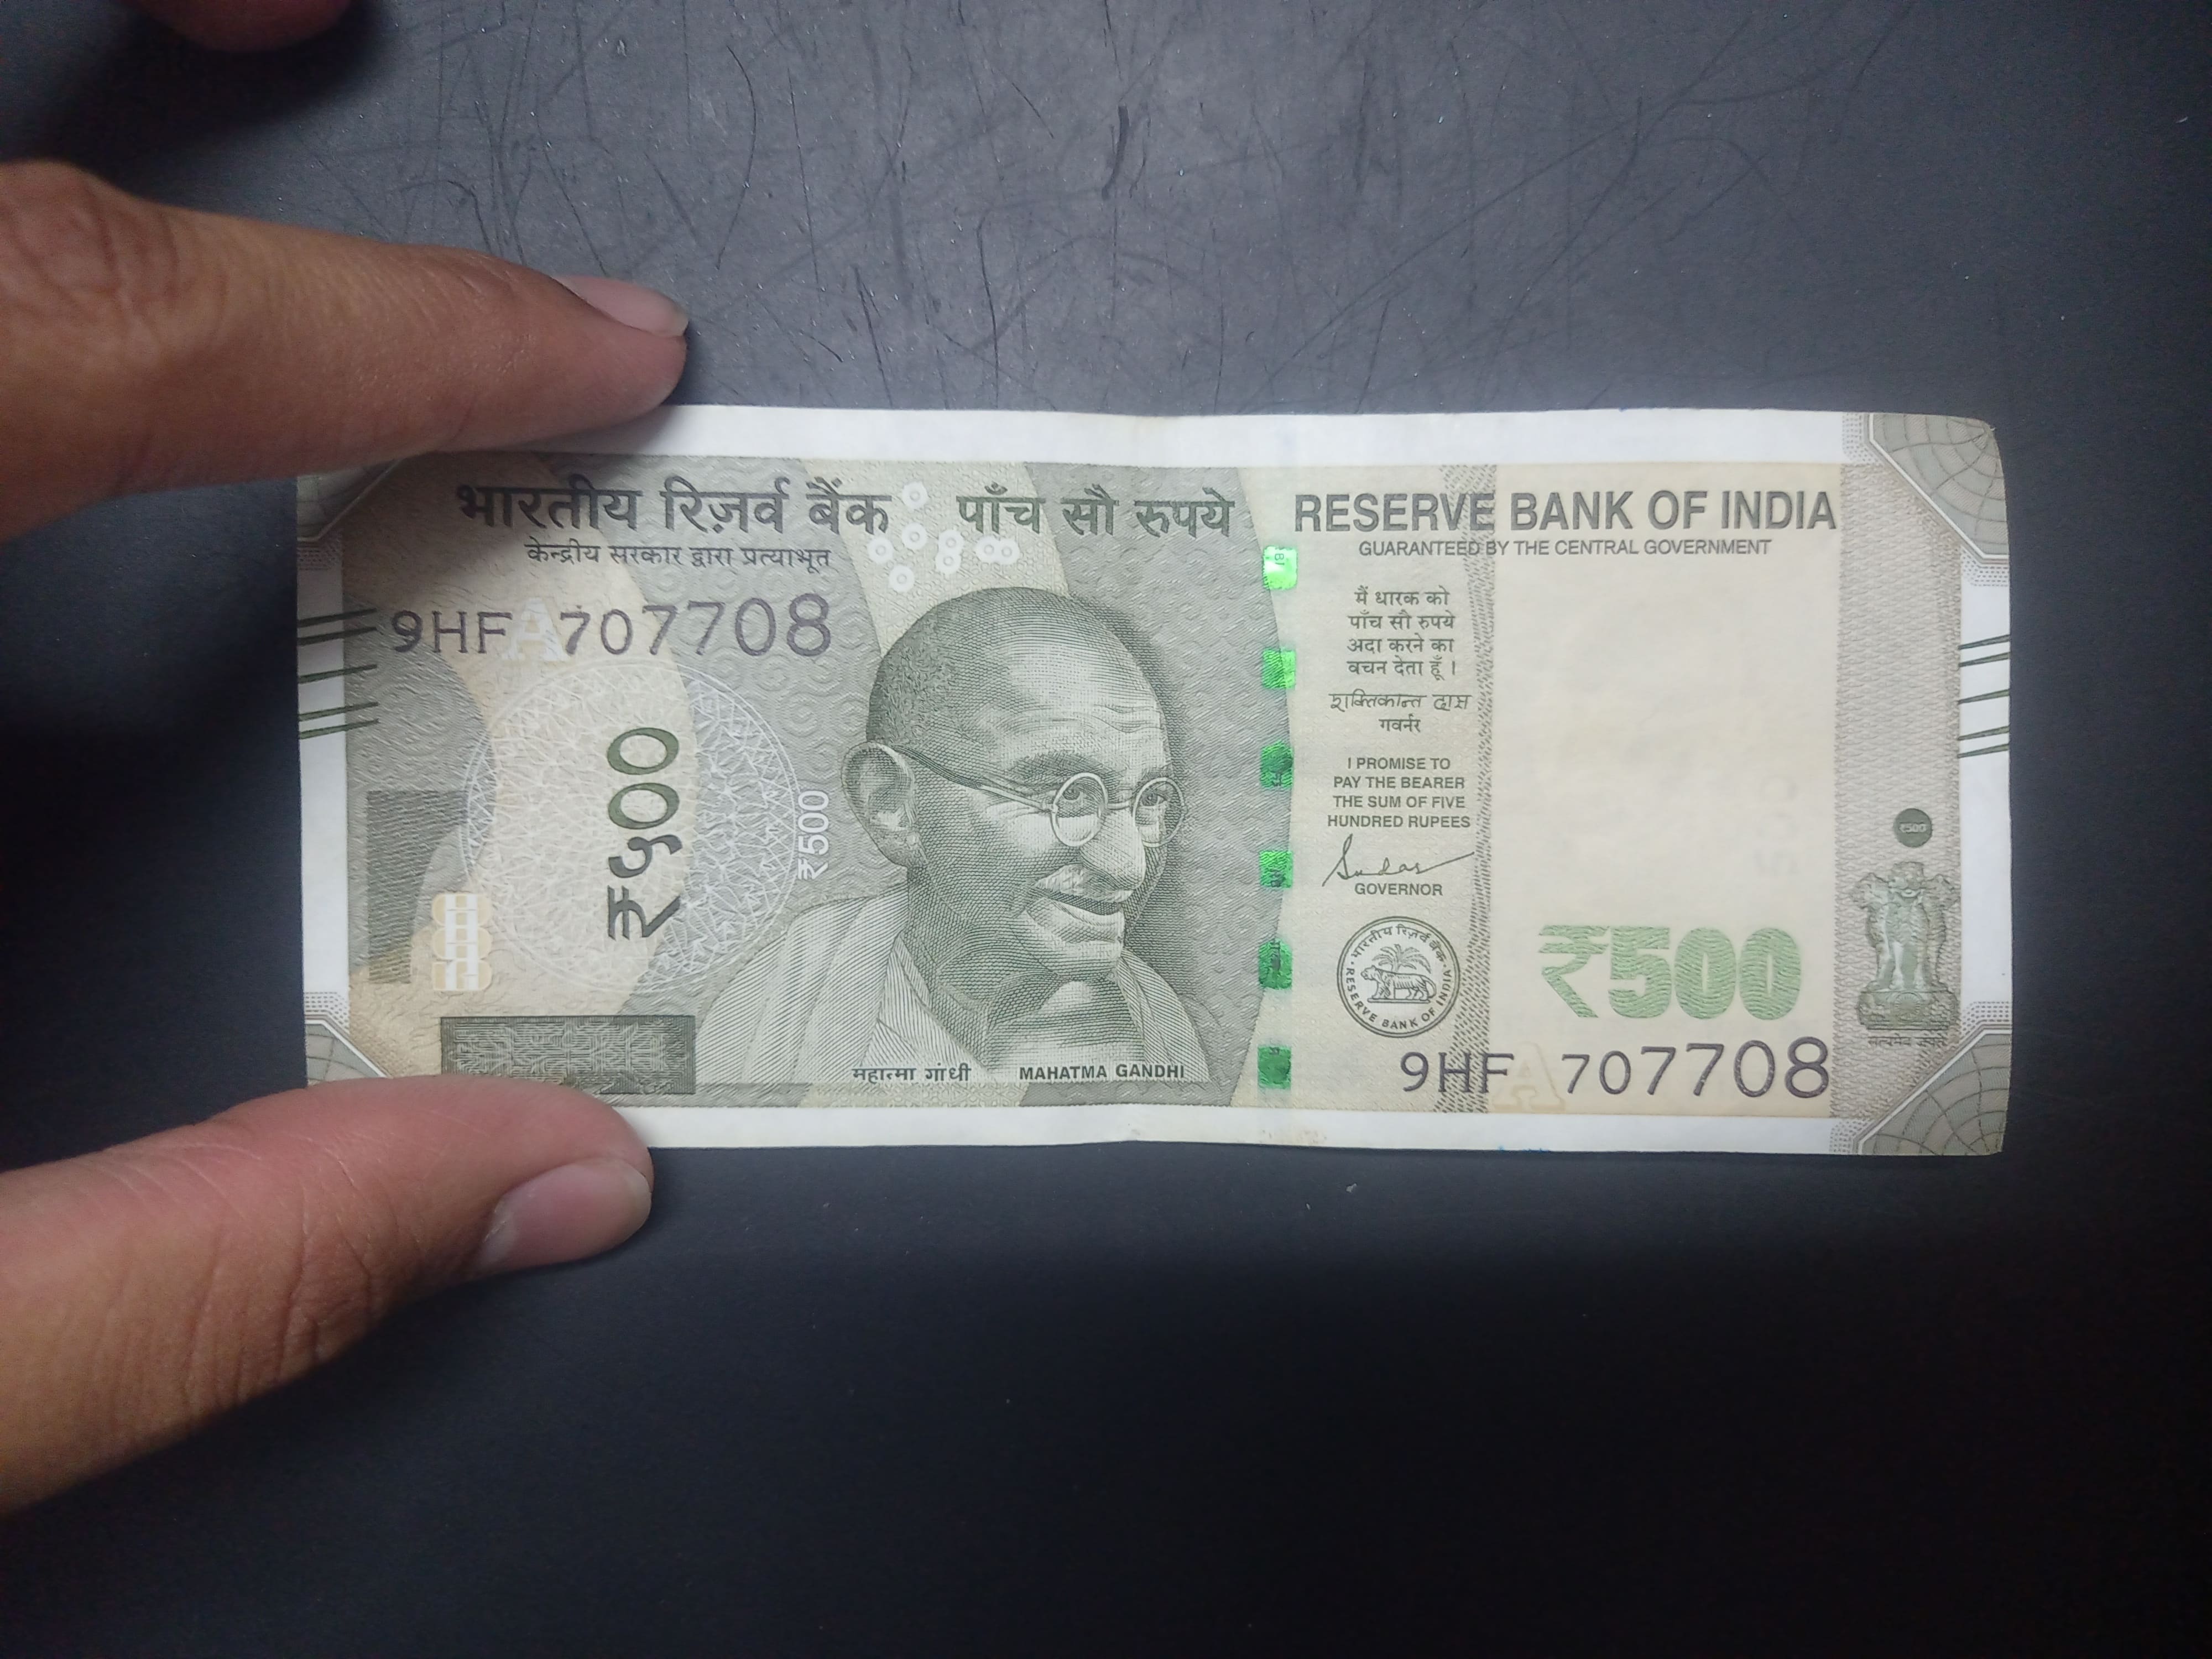 भारतीय रिज़र्व बैंक
केन्द्रीय सरकार द्वारा प्रत्याभूत
पाँच सौ रुपये
RESERVE BANK OF INDIA
GUARANTEED BY THE CENTRAL GOVERNMENT
9HF A 707708
₹५००
₹500
महात्मा गांधी
MAHATMA GANDHI
मैं धारक को
पाँच सौ रुपये
अदा करने का
वचन देता हूँ ।
शक्तिकान्त दास
गवर्नर
I PROMISE TO
PAY THE BEARER
THE SUM OF FIVE
HUNDRED RUPEES
GOVERNOR
भारतीय रिज़र्व बैंक
RESERVE BANK OF INDIA
₹500
₹500
सत्यमेव जयते
9HF A 707708